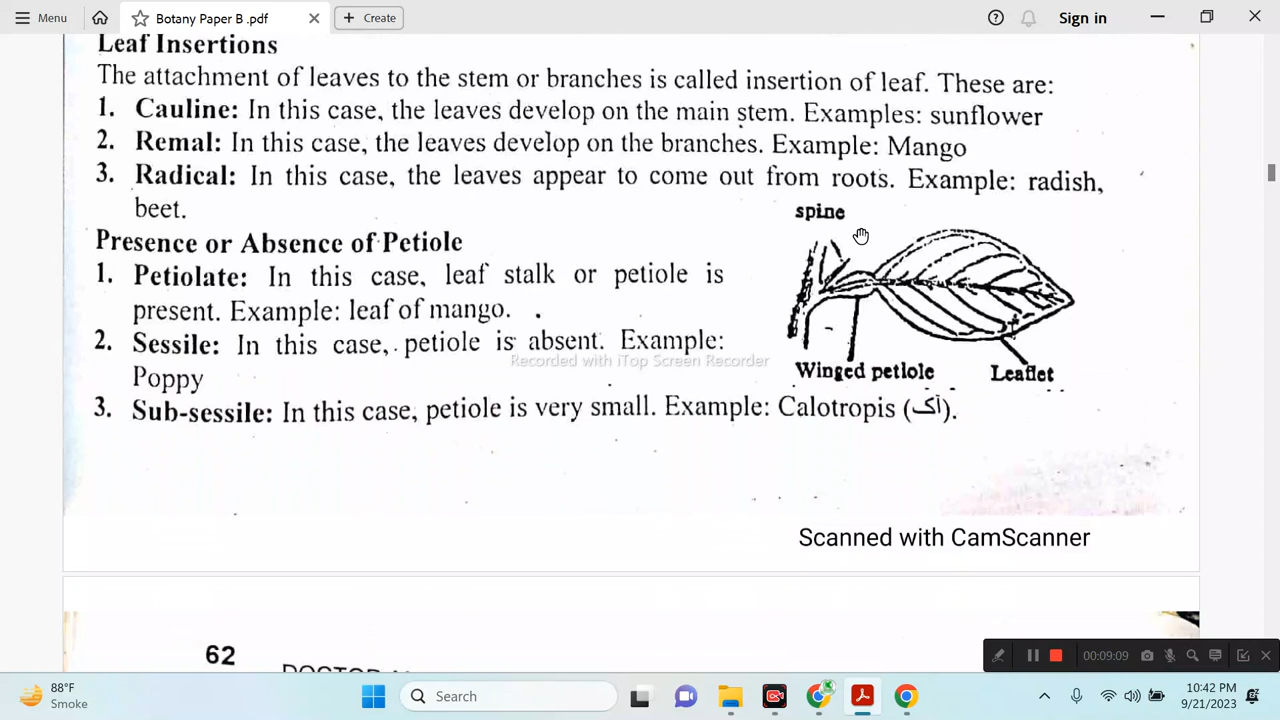 Menu
Botany Paper B .pdf
Create
Sign in
Leaf Insertions
The attachment of leaves to the stem or branches is called insertion of leaf. These are:
1. Cauline: In this case, the leaves develop on the main stem. Examples: sunflower
2. Remal: In this case, the leaves develop on the branches. Example: Mango
3. Radical: In this case, the leaves appear to come out from roots. Example: radish,
beet.
spine
Presence or Absence of Petiole
1. Petiolate: In this case, leaf stalk or petiole is
present. Example: leaf of mango.
2. Sessile: In this case, petiole is absent. Example:
Recorded with iTop Screen Recorder
Poppy
Winged petiole
Leaflet
3. Sub-sessile: In this case, petiole is very small. Example: Calotropis (آک).
Scanned with CamScanner
62
00:09:09
88°F
Smoke
Search
10:42 PM
9/21/2023